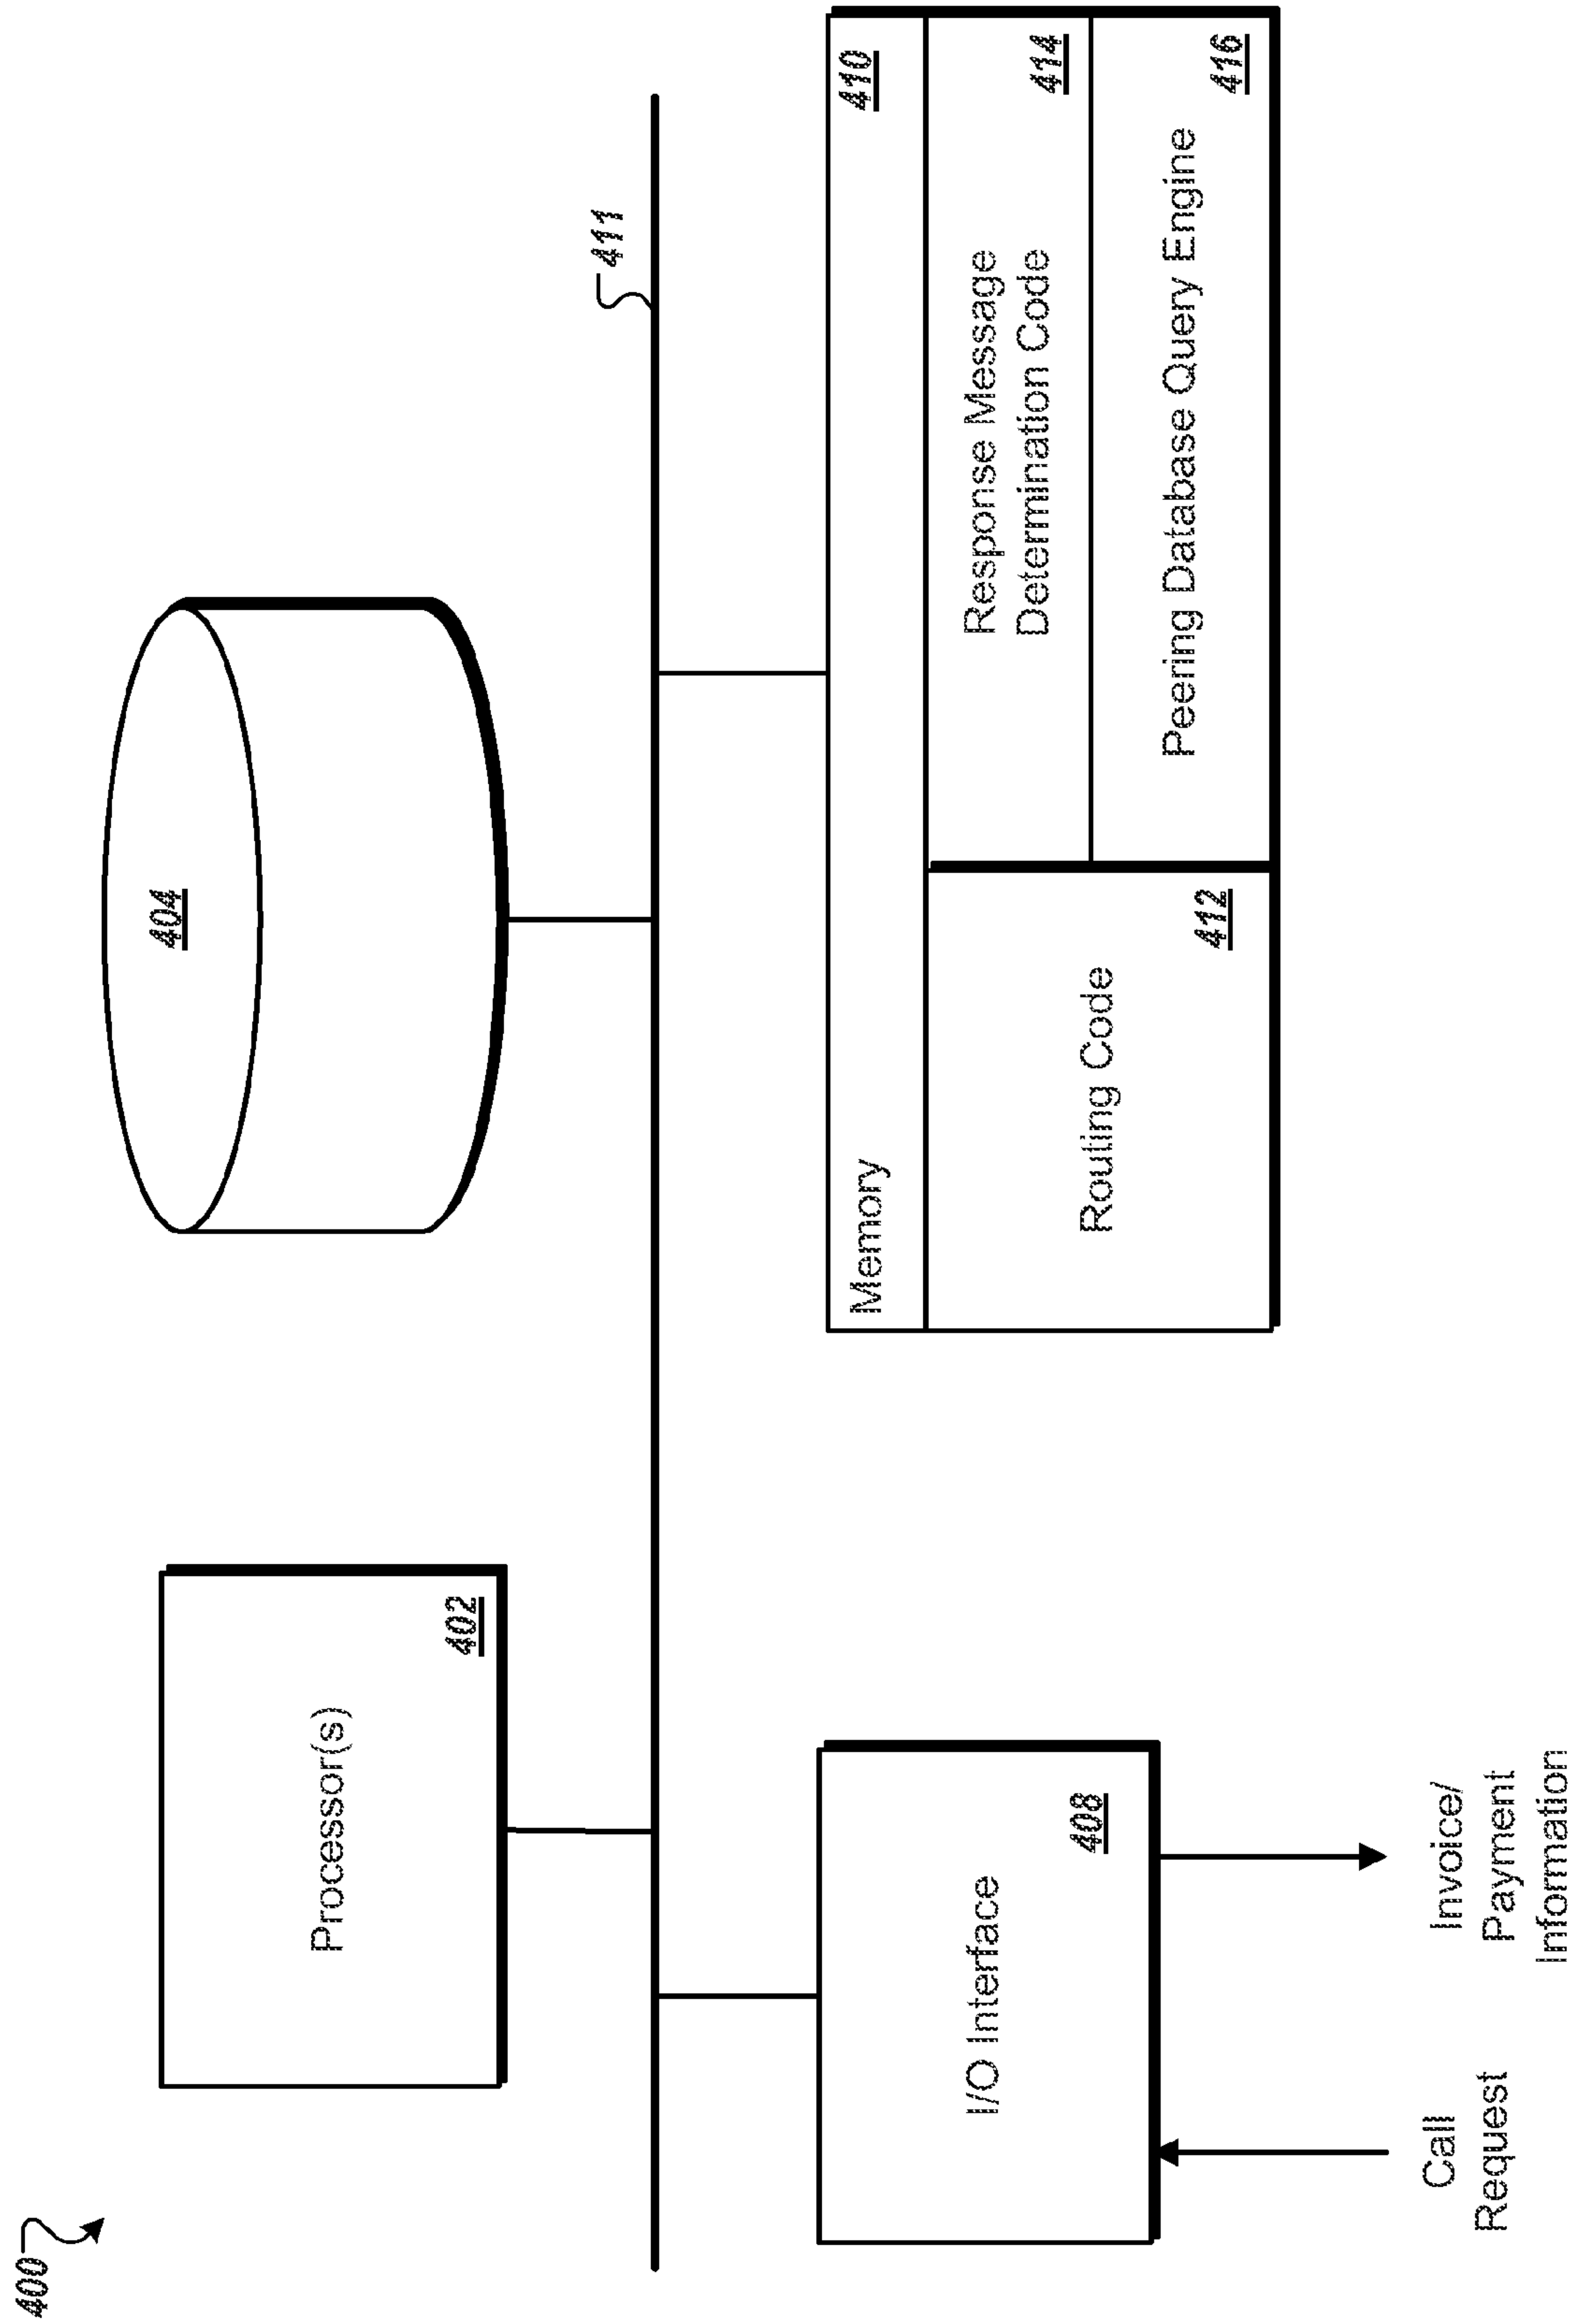 400
Processor(s)
402
404
411
I/O Interface
408
Call
Request
Invoice/
Payment
Information
Memory
410
Routing Code
412
Response Message
Determination Code
414
Peering Database Query Engine
416